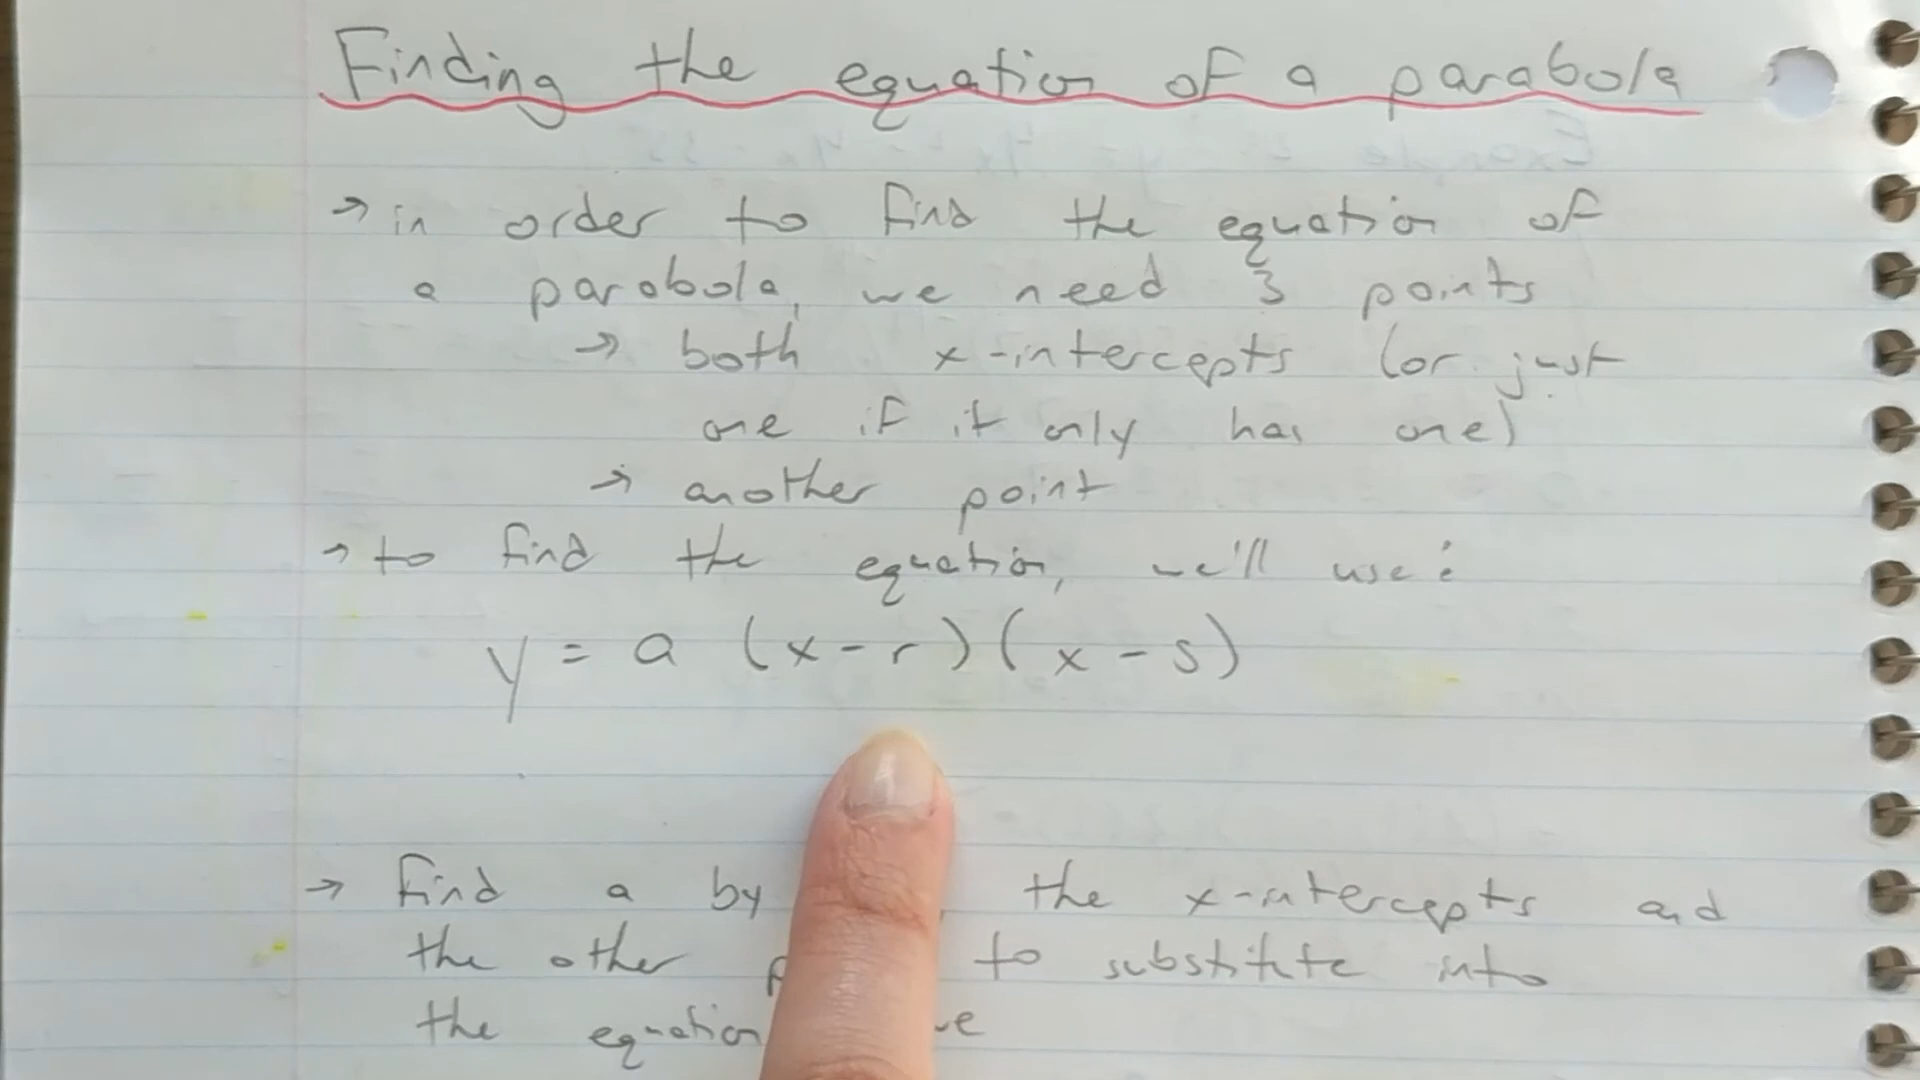 Finding the equation of a parabola
→ in order to find the equation of
a parabola, we need 3 points
→ both x-intercepts (or just
one if it only has one)
→ another point
→ to find the equation, we'll use:
y = a (x-r)(x-s)
→ find a by the x-intercepts and
the other to substitute into
the equation